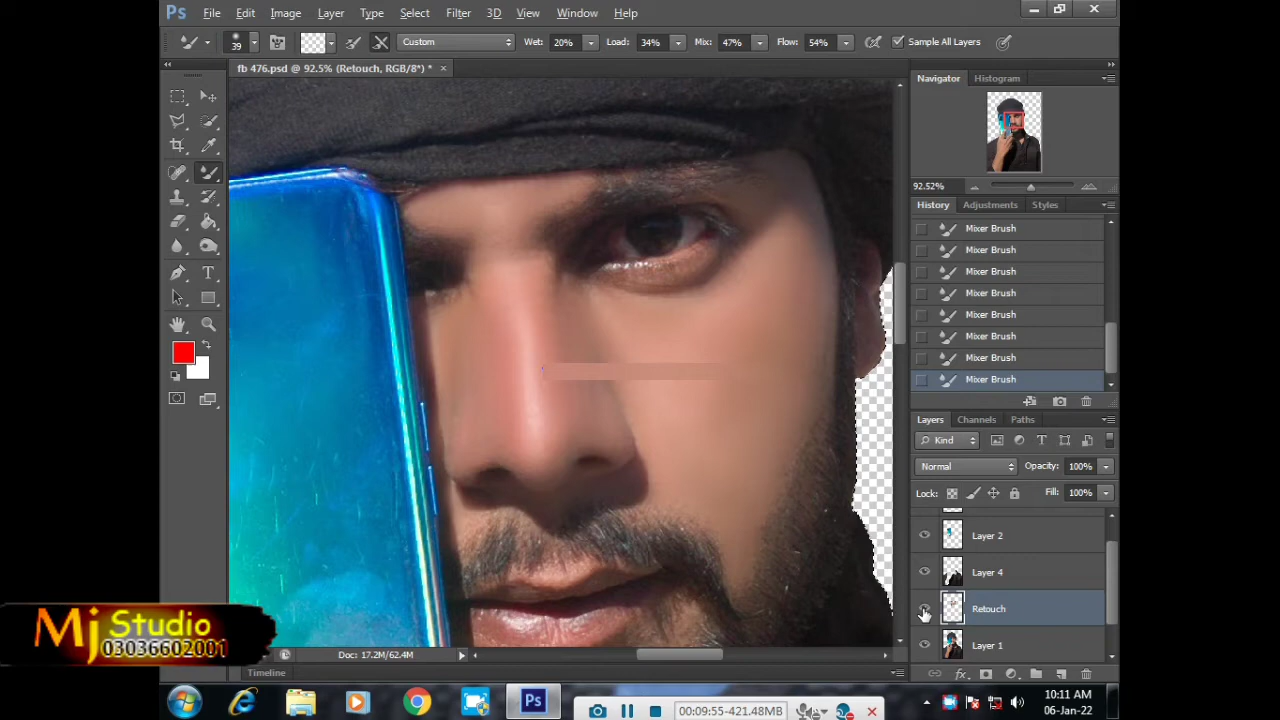 Ps File Edit Image Layer Type Select Filter 3D View Window Help
39 Custom Wet: 20% Load: 34% Mix: 47% Flow: 54% Sample All Layers
fb 476.psd @ 92.5% (Retouch, RGB/8*) * ×
Navigator Histogram
92.52%
History Adjustments Styles
Mixer Brush
Mixer Brush
Mixer Brush
Mixer Brush
Mixer Brush
Mixer Brush
Mixer Brush
Mixer Brush
Layers Channels Paths
Kind
Normal Opacity: 100%
Lock: Fill: 100%
Layer 2
Layer 4
Retouch
Layer 1
fx
T
Mj Studio
03036602001
Doc: 17.2M/62.4M
Timeline
Ps
00:09:55-421.48MB
10:11 AM
06-Jan-22